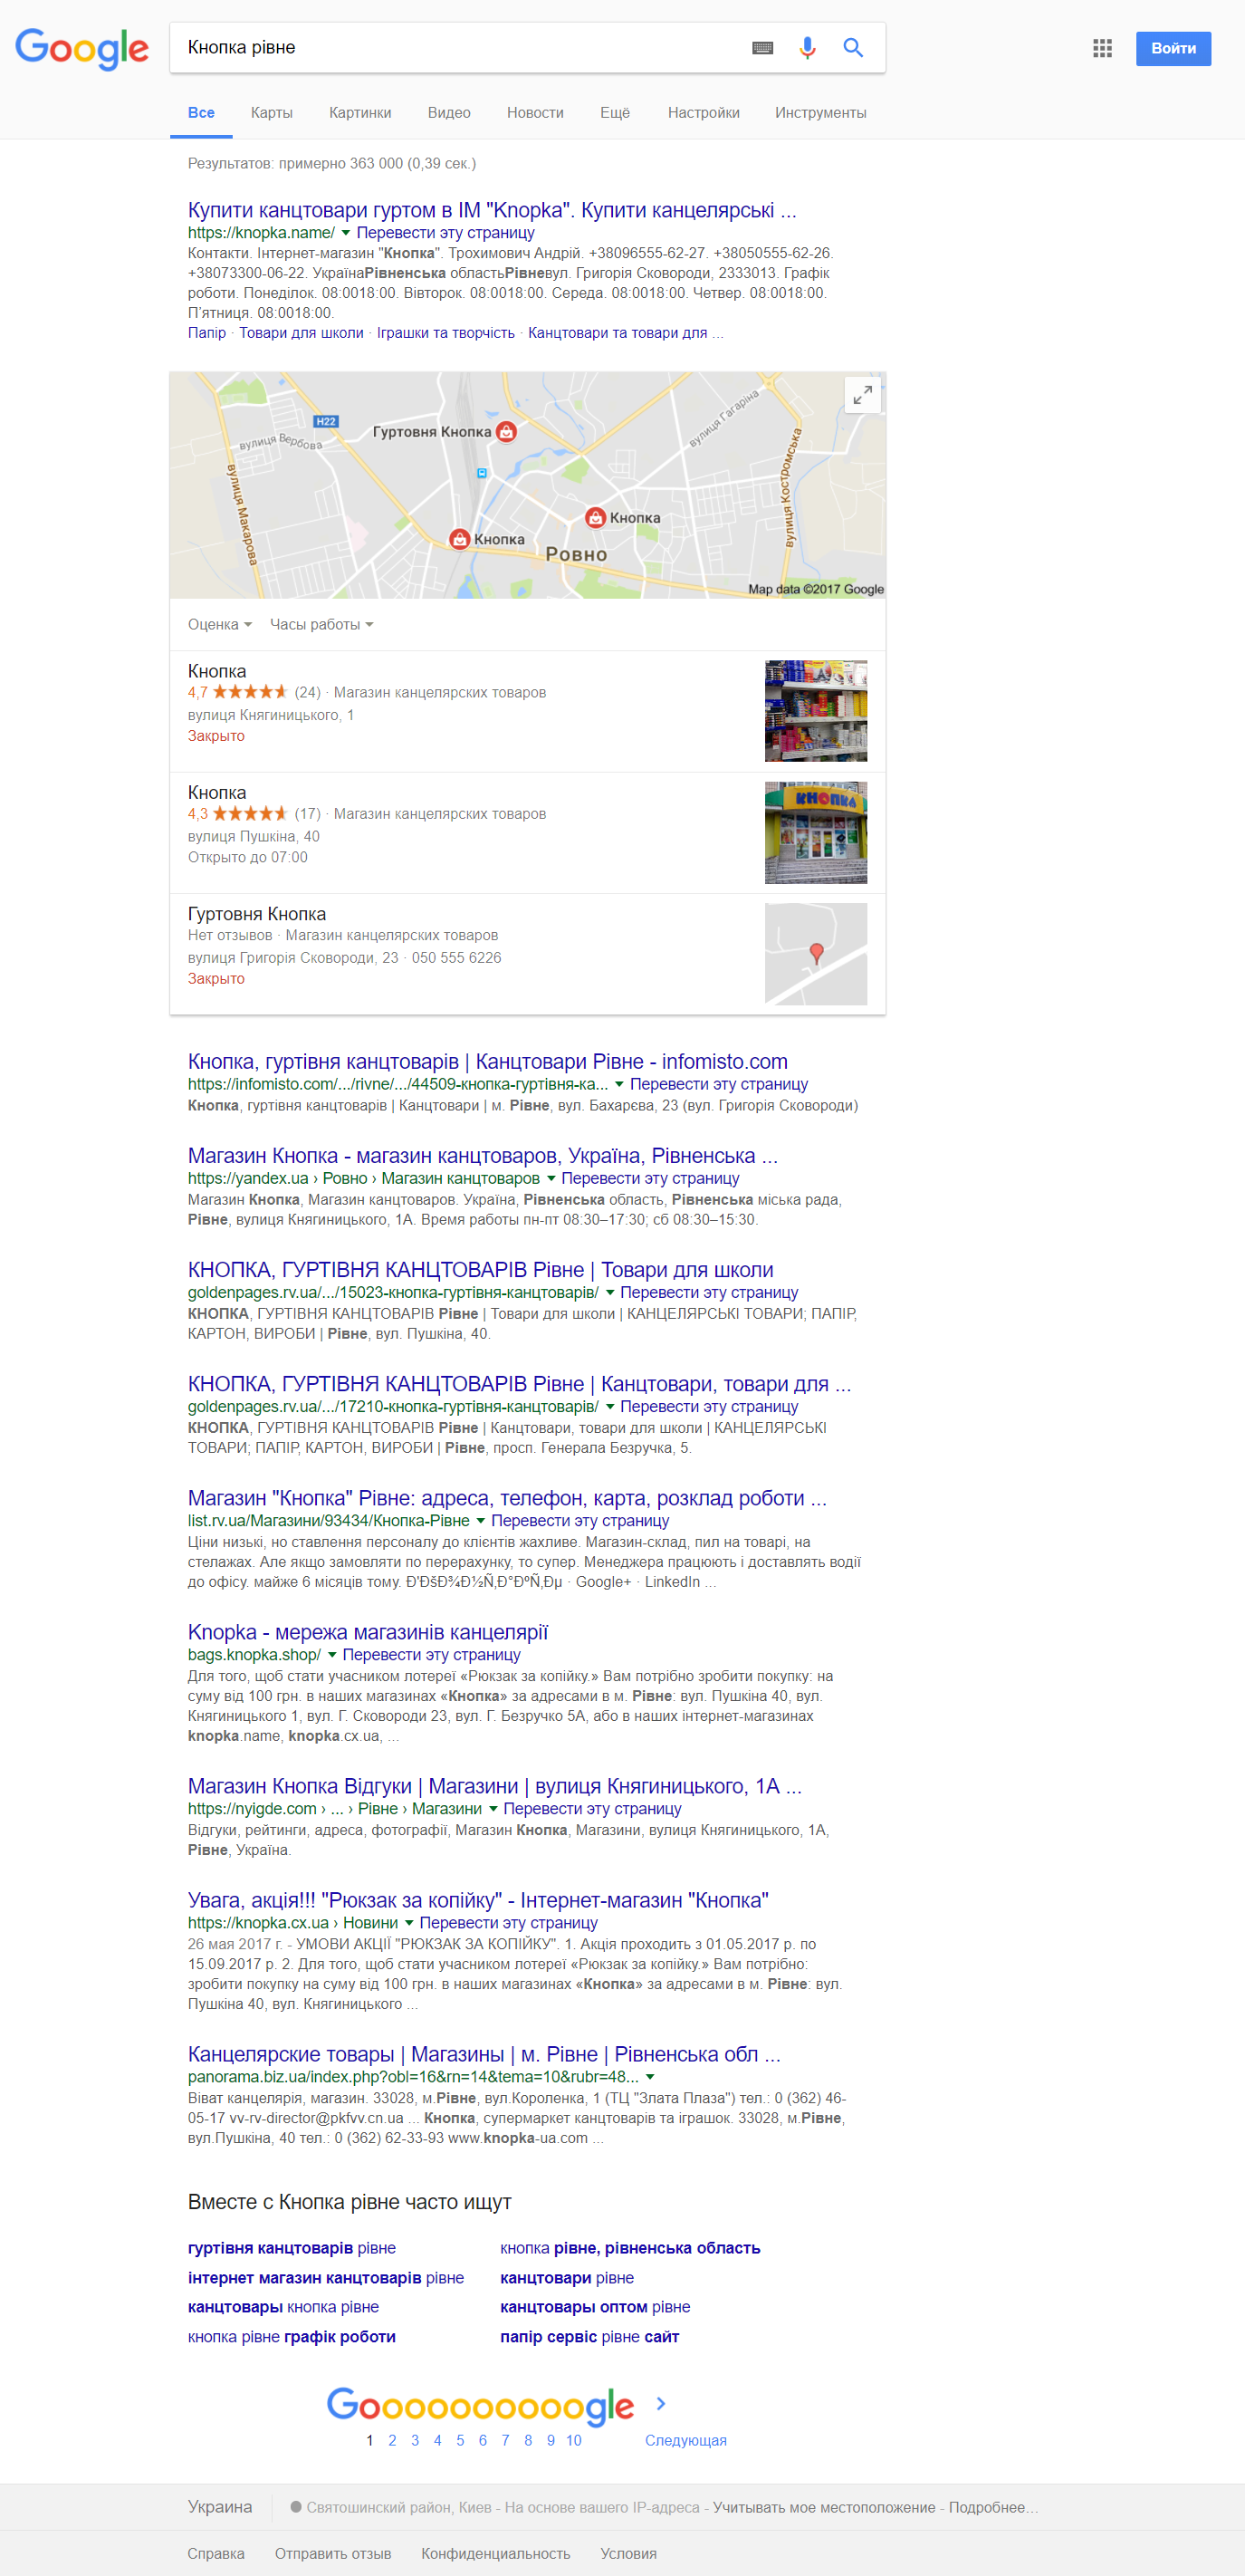 Google
Кнопка рівне
Войти
Все Карты Картинки Видео Новости Ещё Настройки Инструменты
Результатов: примерно 363 000 (0,39 сек.)
Купити канцтовари гуртом в ІМ "Knopka". Купити канцелярські ...
https://knopka.name/ Перевести эту страницу
Контакти. Інтернет-магазин "Кнопка". Трохимович Андрій. +38096555-62-27. +38050555-62-26.
+38073300-06-22. УкраїнаРівненська областьРівневул. Григорія Сковороди, 2333013. Графік
роботи. Понеділок. 08:0018:00. Вівторок. 08:0018:00. Середа. 08:0018:00. Четвер. 08:0018:00.
П'ятниця. 08:0018:00.
Папір · Товари для школи · Іграшки та творчість · Канцтовари та товари для ...
вулиця Гагаріна
H22
вулиця Вербова
Гуртовня Кнопка
вулиця Костромська
вулиця Макарова
Кнопка
Кнопка
Ровно
Map data ©2017 Google
Оценка Часы работы
Кнопка
4,7 (24) · Магазин канцелярских товаров
вулиця Княгиницького, 1
Закрыто
Кнопка
4,3 (17) · Магазин канцелярских товаров
вулиця Пушкіна, 40
Открыто до 07:00
КНОПКА
Гуртовня Кнопка
Нет отзывов · Магазин канцелярских товаров
вулиця Григорія Сковороди, 23 · 050 555 6226
Закрыто
Кнопка, гуртівня канцтоварів | Канцтовари Рівне - infomisto.com
https://infomisto.com/.../rivne/.../44509-кнопка-гуртівня-ка... Перевести эту страницу
Кнопка, гуртівня канцтоварів | Канцтовари | м. Рівне, вул. Бахарєва, 23 (вул. Григорія Сковороди)
Магазин Кнопка - магазин канцтоваров, Україна, Рівненська ...
https://yandex.ua › Ровно › Магазин канцтоваров Перевести эту страницу
Магазин Кнопка, Магазин канцтоваров. Україна, Рівненська область, Рівненська міська рада,
Рівне, вулиця Княгиницького, 1А. Время работы пн-пт 08:30–17:30; сб 08:30–15:30.
КНОПКА, ГУРТІВНЯ КАНЦТОВАРІВ Рівне | Товари для школи
goldenpages.rv.ua/.../15023-кнопка-гуртівня-канцтоварів/ Перевести эту страницу
КНОПКА, ГУРТІВНЯ КАНЦТОВАРІВ Рівне | Товари для школи | КАНЦЕЛЯРСЬКІ ТОВАРИ; ПАПІР,
КАРТОН, ВИРОБИ | Рівне, вул. Пушкіна, 40.
КНОПКА, ГУРТІВНЯ КАНЦТОВАРІВ Рівне | Канцтовари, товари для ...
goldenpages.rv.ua/.../17210-кнопка-гуртівня-канцтоварів/ Перевести эту страницу
КНОПКА, ГУРТІВНЯ КАНЦТОВАРІВ Рівне | Канцтовари, товари для школи | КАНЦЕЛЯРСЬКІ
ТОВАРИ; ПАПІР, КАРТОН, ВИРОБИ | Рівне, просп. Генерала Безручка, 5.
Магазин "Кнопка" Рівне: адреса, телефон, карта, розклад роботи ...
list.rv.ua/Магазини/93434/Кнопка-Рівне Перевести эту страницу
Ціни низькі, но ставлення персоналу до клієнтів жахливе. Магазин-склад, пил на товарі, на
стелажах. Але якщо замовляти по перерахунку, то супер. Менеджера працюють і доставлять водії
до офісу. майже 6 місяців тому. Ð'ÐšÐ¾Ð½Ñ‚Ð°ÐºÑ‚Ðµ · Google+ · LinkedIn ...
Knopka - мережа магазинів канцелярії
bags.knopka.shop/ Перевести эту страницу
Для того, щоб стати учасником лотереї «Рюкзак за копійку.» Вам потрібно зробити покупку: на
суму від 100 грн. в наших магазинах «Кнопка» за адресами в м. Рівне: вул. Пушкіна 40, вул.
Княгиницького 1, вул. Г. Сковороди 23, вул. Г. Безручко 5А, або в наших інтернет-магазинах
knopka.name, knopka.cx.ua, ...
Магазин Кнопка Відгуки | Магазини | вулиця Княгиницького, 1А ...
https://nyigde.com › ... › Рівне › Магазини Перевести эту страницу
Відгуки, рейтинги, адреса, фотографії, Магазин Кнопка, Магазини, вулиця Княгиницького, 1А,
Рівне, Україна.
Увага, акція!!! "Рюкзак за копійку" - Інтернет-магазин "Кнопка"
https://knopka.cx.ua › Новини Перевести эту страницу
26 мая 2017 г. - УМОВИ АКЦІЇ "РЮКЗАК ЗА КОПІЙКУ". 1. Акція проходить з 01.05.2017 р. по
15.09.2017 р. 2. Для того, щоб стати учасником лотереї «Рюкзак за копійку.» Вам потрібно:
зробити покупку на суму від 100 грн. в наших магазинах «Кнопка» за адресами в м. Рівне: вул.
Пушкіна 40, вул. Княгиницького ...
Канцелярские товары | Магазины | м. Рівне | Рівненська обл ...
panorama.biz.ua/index.php?obl=16&rn=14&tema=10&rubr=48...
Віват канцелярія, магазин. 33028, м.Рівне, вул.Короленка, 1 (ТЦ "Злата Плаза") тел.: 0 (362) 46-
05-17 vv-rv-director@pkfvv.cn.ua ... Кнопка, супермаркет канцтоварів та іграшок. 33028, м.Рівне,
вул.Пушкіна, 40 тел.: 0 (362) 62-33-93 www.knopka-ua.com ...
Вместе с Кнопка рівне часто ищут
гуртівня канцтоварів рівне кнопка рівне, рівненська область
інтернет магазин канцтоварів рівне канцтовари рівне
канцтовары кнопка рівне канцтовары оптом рівне
кнопка рівне графік роботи папір сервіс рівне сайт
Goooooooooogle
1 2 3 4 5 6 7 8 9 10 Следующая
Украина Святошинский район, Киев - На основе вашего IP-адреса - Учитывать мое местоположение - Подробнее...
Справка Отправить отзыв Конфиденциальность Условия